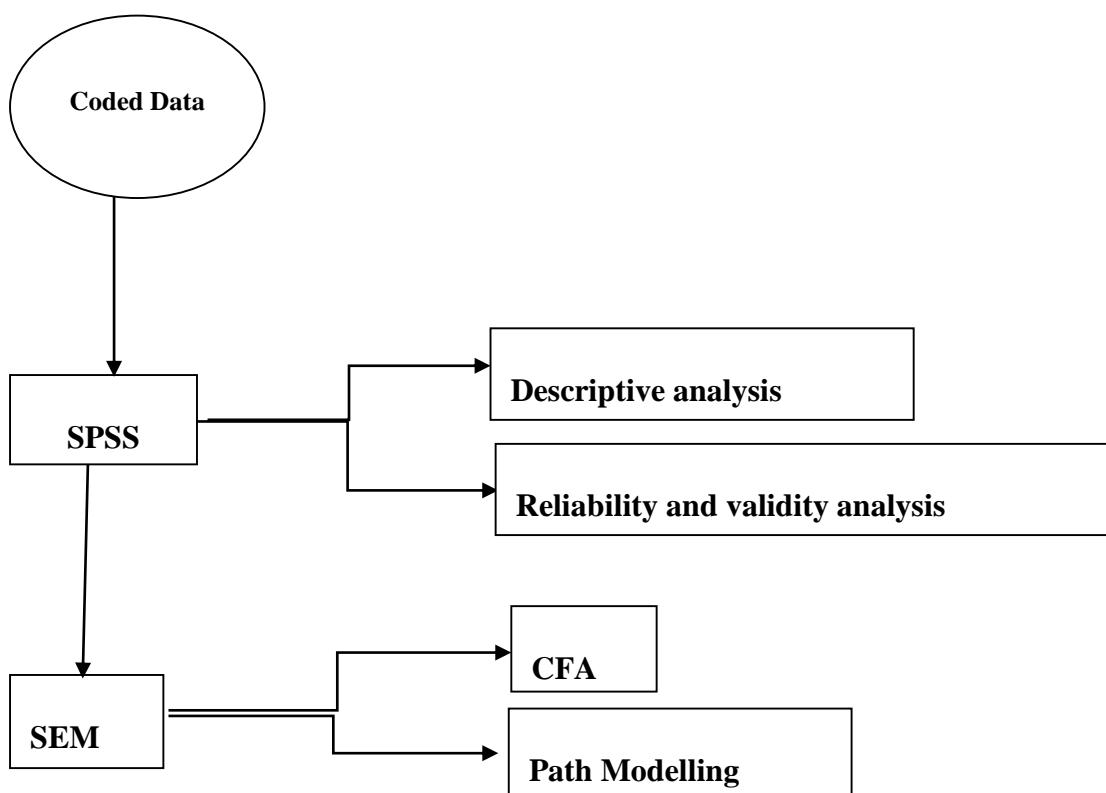 Coded Data
Descriptive analysis
SPSS
Reliability and validity analysis
CFA
SEM
Path Modelling